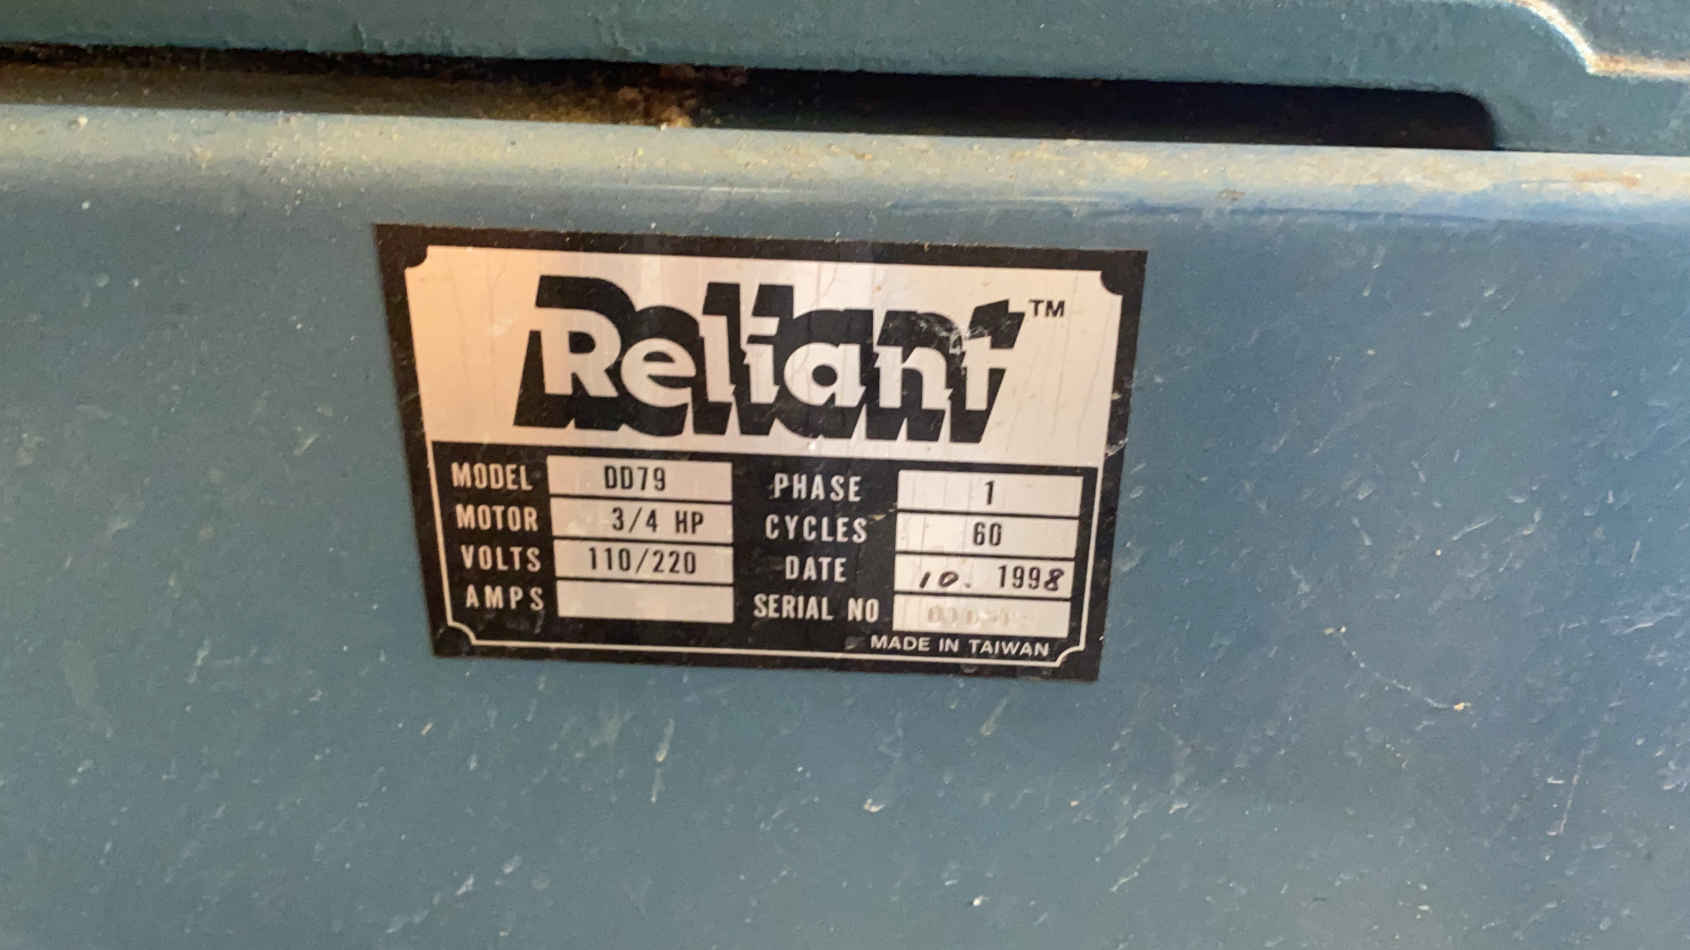 Reliant™
MODEL DD79 PHASE 1
MOTOR 3/4 HP CYCLES 60
VOLTS 110/220 DATE 10. 1998
AMPS SERIAL NO
MADE IN TAIWAN